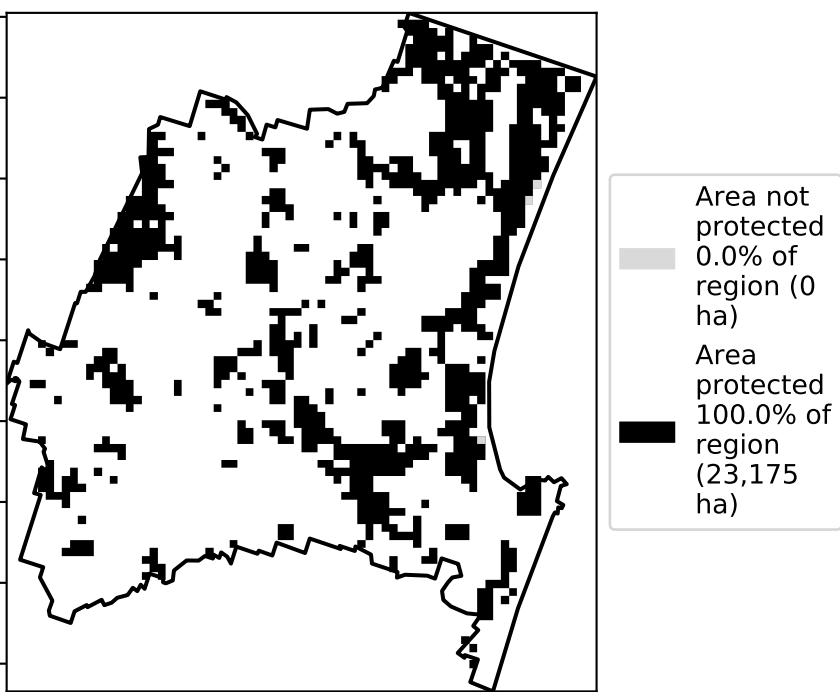 Area not
protected
0.0% of
region (0
ha)
Area
protected
100.0% of
region
(23,175
ha)